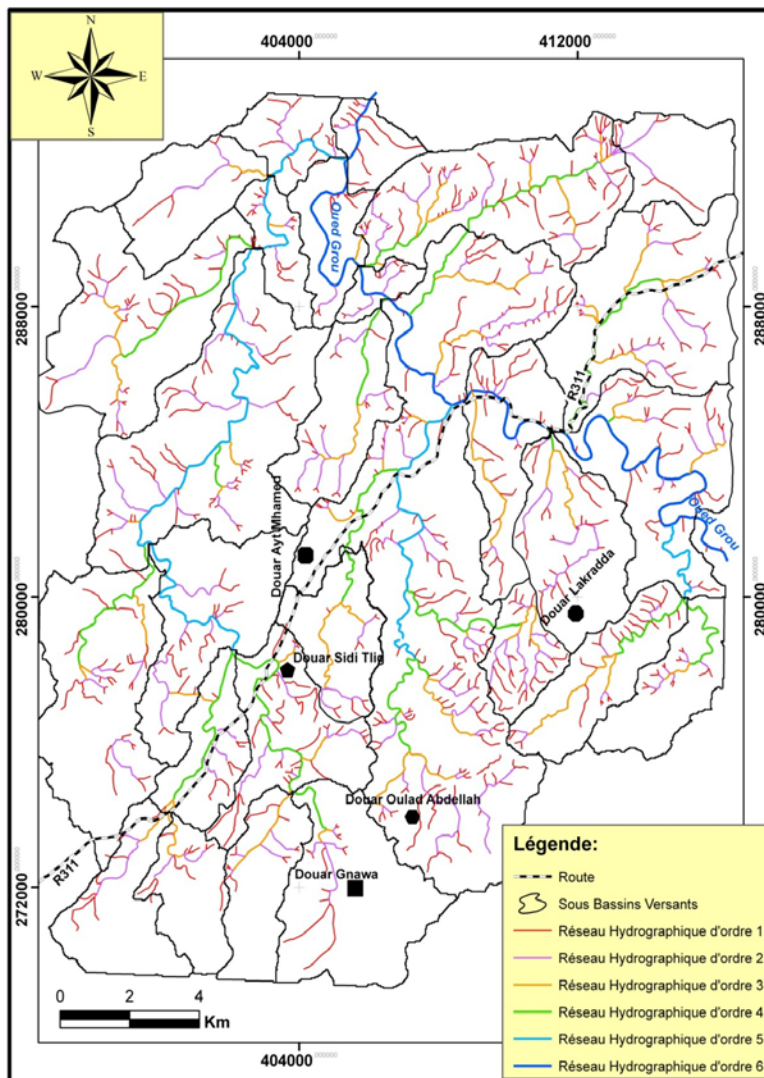 N
W
E
S
404000
412000
288000
288000
280000
280000
272000
272000
404000
412000
Oued Grou
R311
Oued Grou
Douar Ayt Mhamed
Douar Lakradda
Douar Sidi Tlig
Douar Oulad Abdellah
Douar Gnawa
R311
0 2 4
Km
Légende:
Route
Sous Bassins Versants
Réseau Hydrographique d'ordre 1
Réseau Hydrographique d'ordre 2
Réseau Hydrographique d'ordre 3
Réseau Hydrographique d'ordre 4
Réseau Hydrographique d'ordre 5
Réseau Hydrographique d'ordre 6